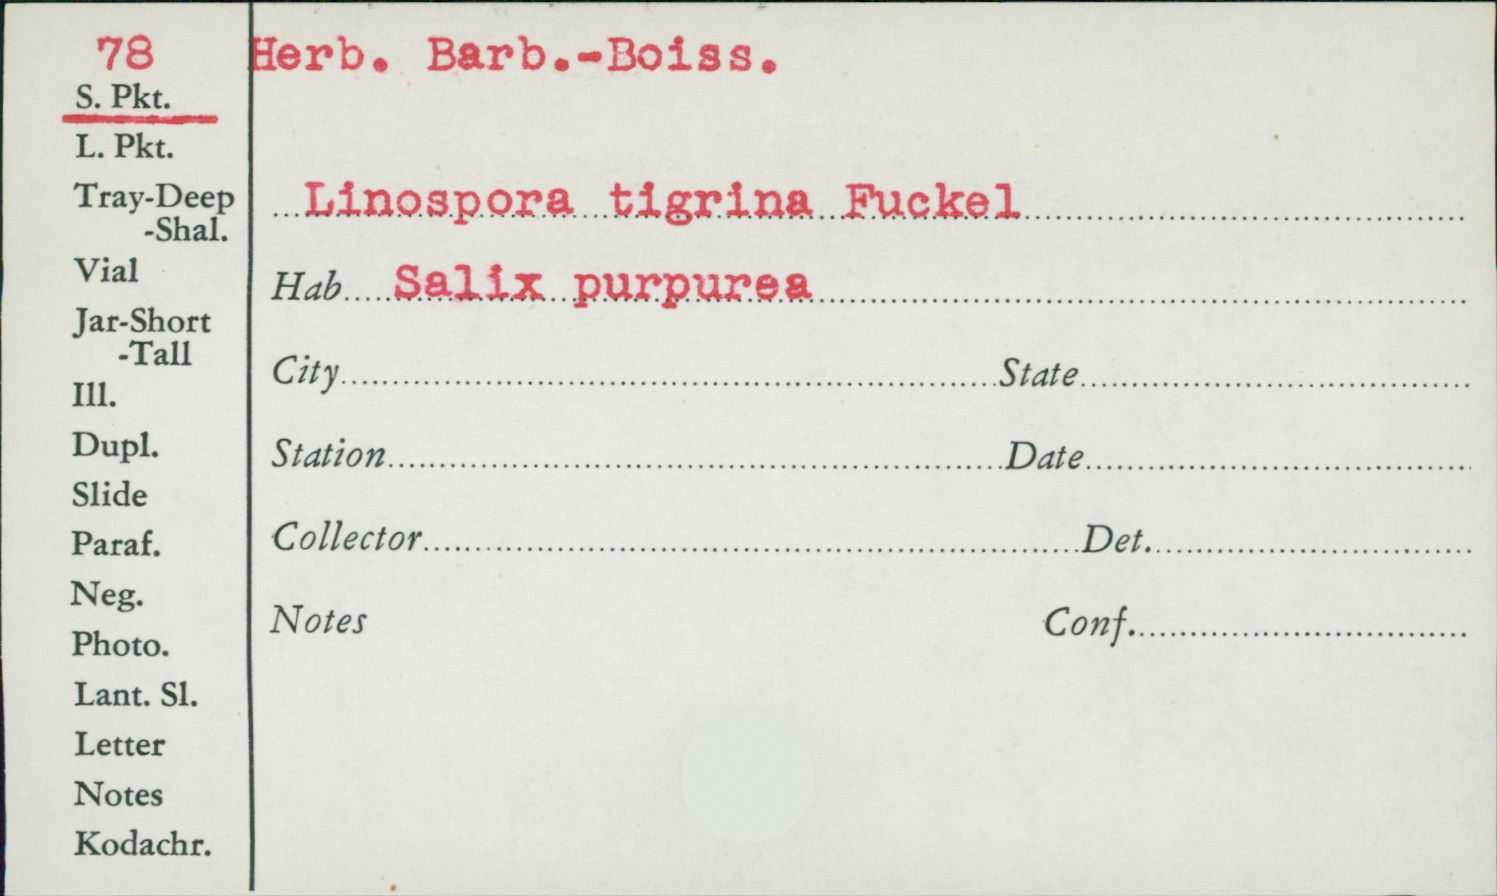 78
S. Pkt.
L. Pkt.
Tray-Deep
-Shal.
Vial
Jar-Short
-Tall
Ill.
Dupl.
Slide
Paraf.
Neg.
Photo.
Lant. Sl.
Letter
Notes
Kodachr.
Herb. Barb.-Boiss.
Linospora tigrina Fuckel
Hab Salix purpurea
City State
Station Date
Collector Det.
Notes Conf.